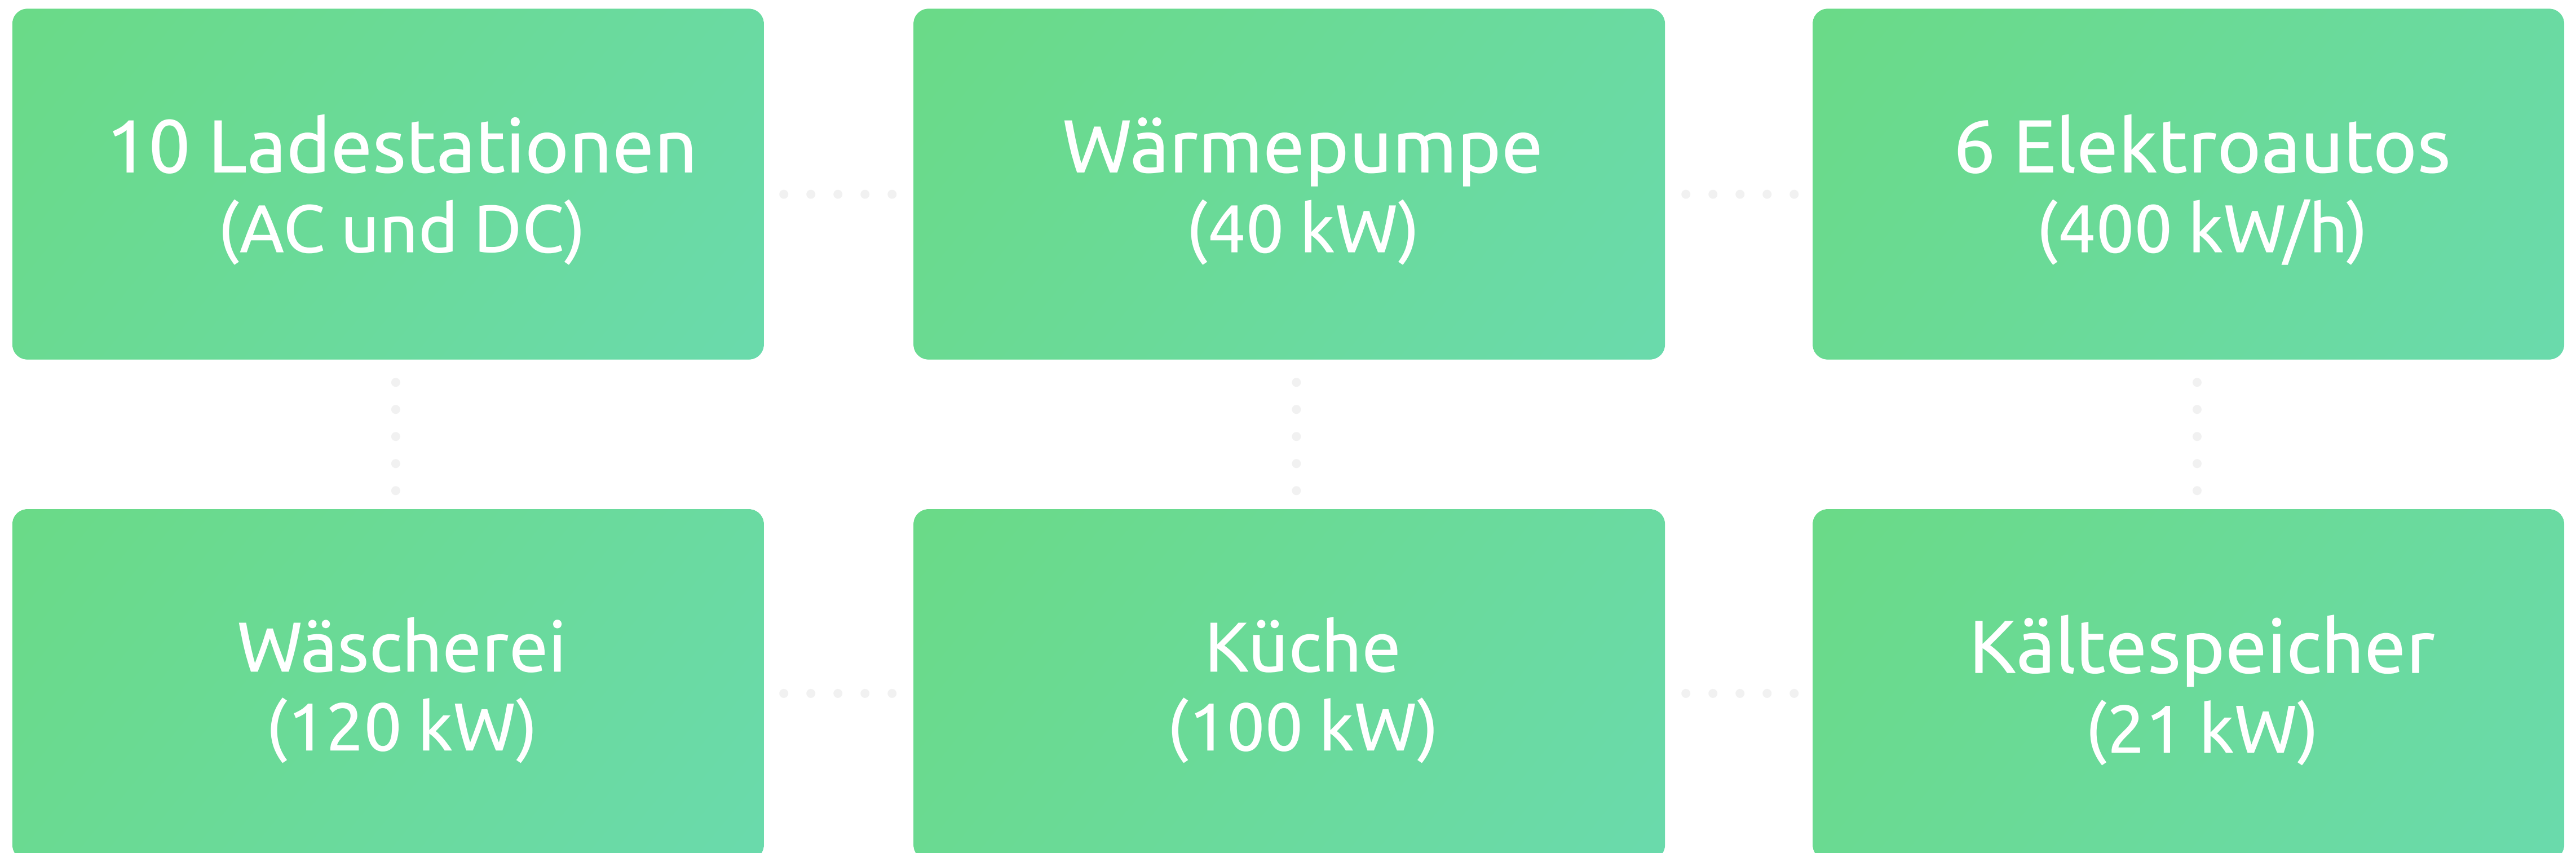 10 Ladestationen
(AC und DC)
Wärmepumpe
(40 kW)
6 Elektroautos
(400 kW/h)
Wäscherei
(120 kW)
Küche
(100 kW)
Kältespeicher
(21 kW)